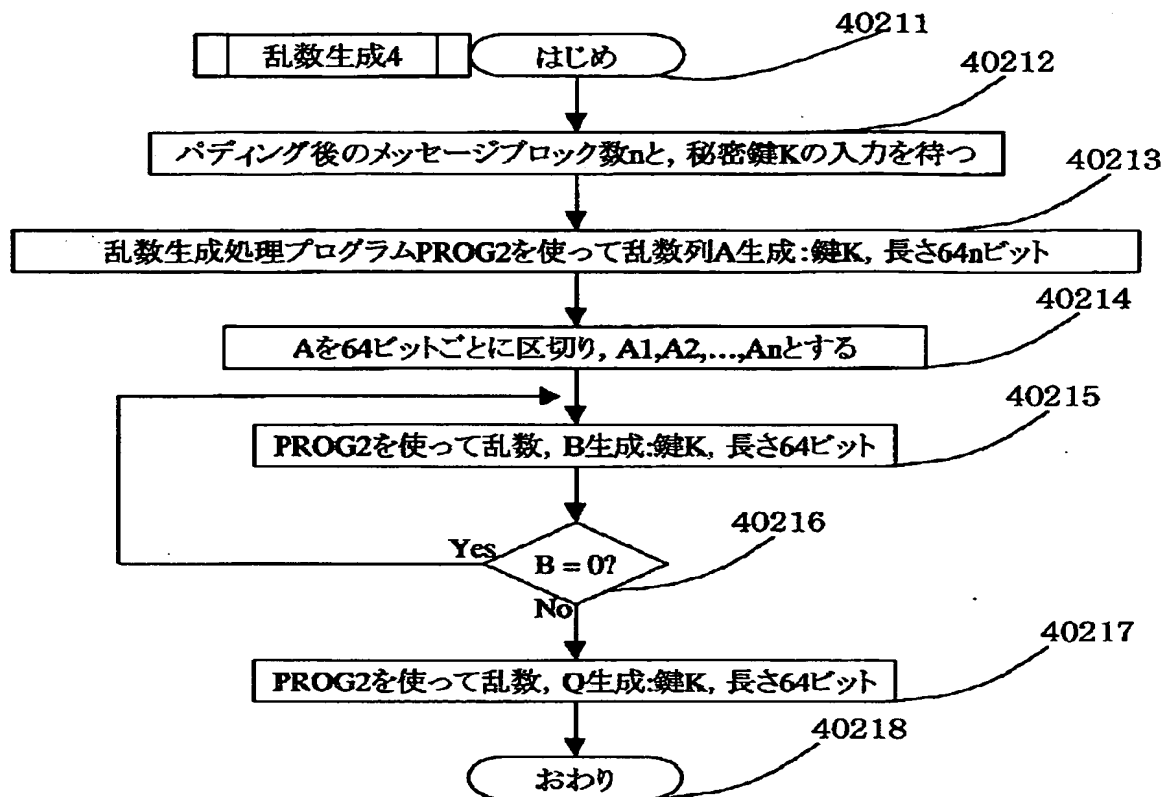 40211
乱数生成4
はじめ
40212
パディング後のメッセージブロック数nと, 秘密鍵Kの入力を待つ
40213
乱数生成処理プログラムPROG2を使って乱数列A生成:鍵K, 長さ64nビット
40214
Aを64ビットごとに区切り, A1,A2,...,Anとする
40215
PROG2を使って乱数, B生成:鍵K, 長さ64ビット
40216
Yes
B = 0?
No
40217
PROG2を使って乱数, Q生成:鍵K, 長さ64ビット
40218
おわり